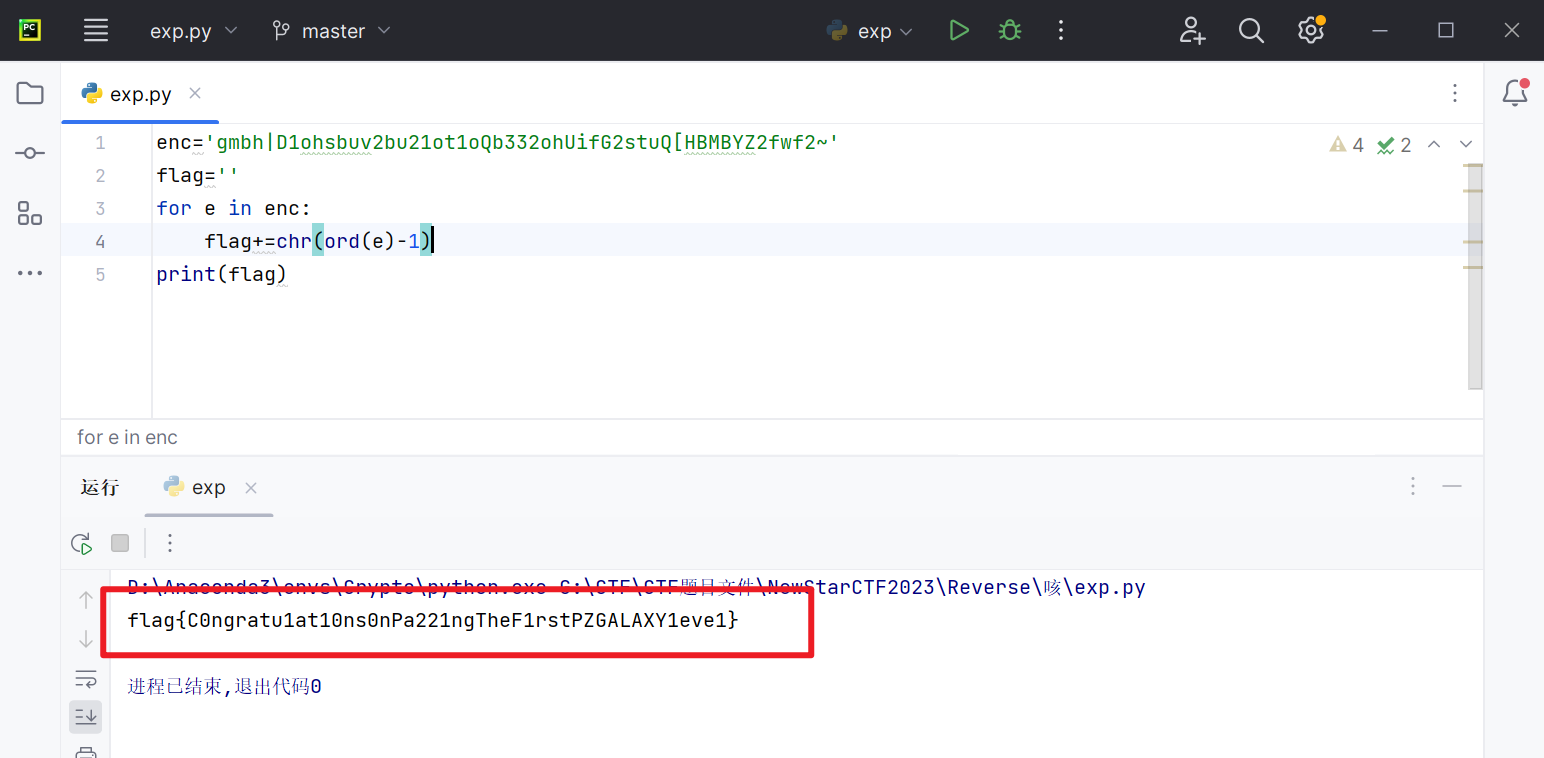 PC
exp.py
master
exp
exp.py
1 enc='gmbh|D1ohsbuv2bu21ot1oQb332ohUifG2stuQ[HBMBYZ2fwf2~'
4
2
2 flag=''
3 for e in enc:
4 flag+=chr(ord(e)-1)
5 print(flag)
for e in enc
运行
exp
D:\Anaconda3\envs\Crypto\python.exe G:\CTF\CTF题目文件\NewStarCTF2023\Reverse\咳\exp.py
flag{C0ngratu1at10ns0nPa221ngTheF1rstPZGALAXY1eve1}
进程已结束,退出代码0